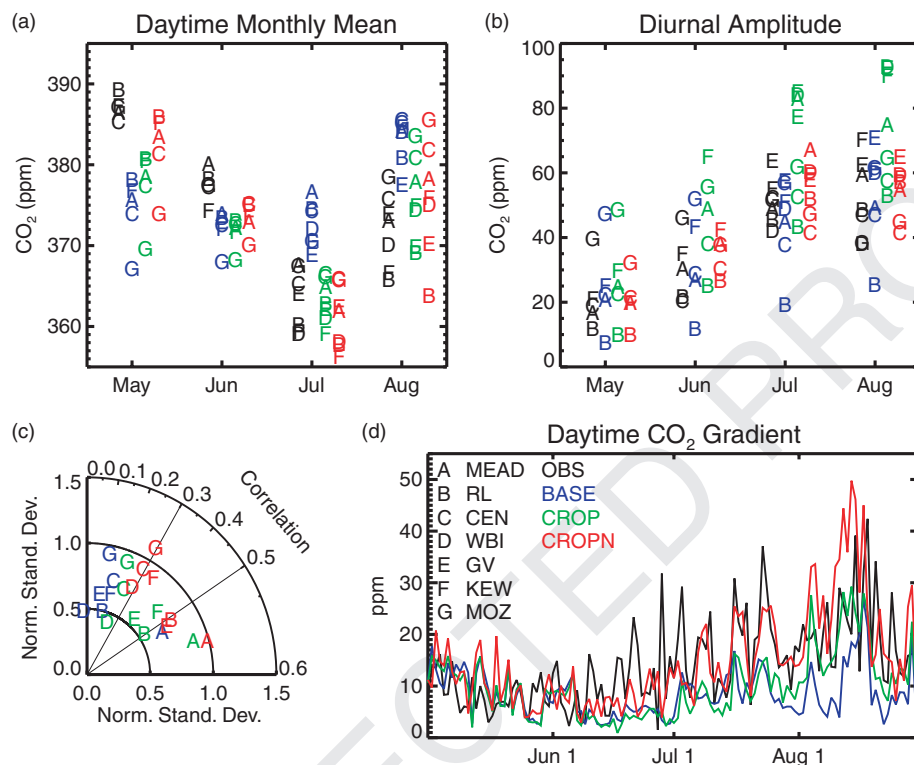 (a) Daytime Monthly Mean
CO₂ (ppm)
390
380
370
360
May Jun Jul Aug
(b) Diurnal Amplitude
CO₂ (ppm)
100
80
60
40
20
0
May Jun Jul Aug
(c)
Norm. Stand. Dev.
1.5
1.0
0.5
0.0
0.0 0.1 0.2 0.3 0.4 0.5 0.6
Correlation
0.0 0.5 1.0 1.5
Norm. Stand. Dev.
(d) Daytime CO₂ Gradient
ppm
50
40
30
20
10
0
A MEAD OBS
B RL BASE
C CEN CROP
D WBI CROPN
E GV
F KEW
G MOZ
Jun 1 Jul 1 Aug 1
ECTED PRO